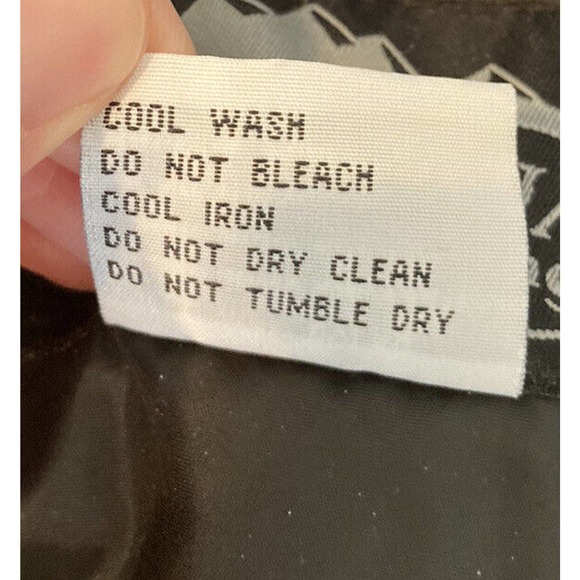 COOL WASH
DO NOT BLEACH
COOL IRON
DO NOT DRY CLEAN
DO NOT TUMBLE DRY